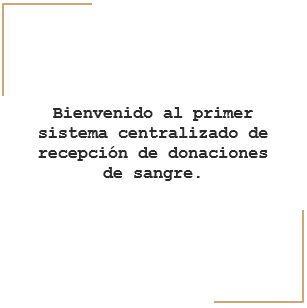 Bienvenido al primer
sistema centralizado de
recepción de donaciones
de sangre.